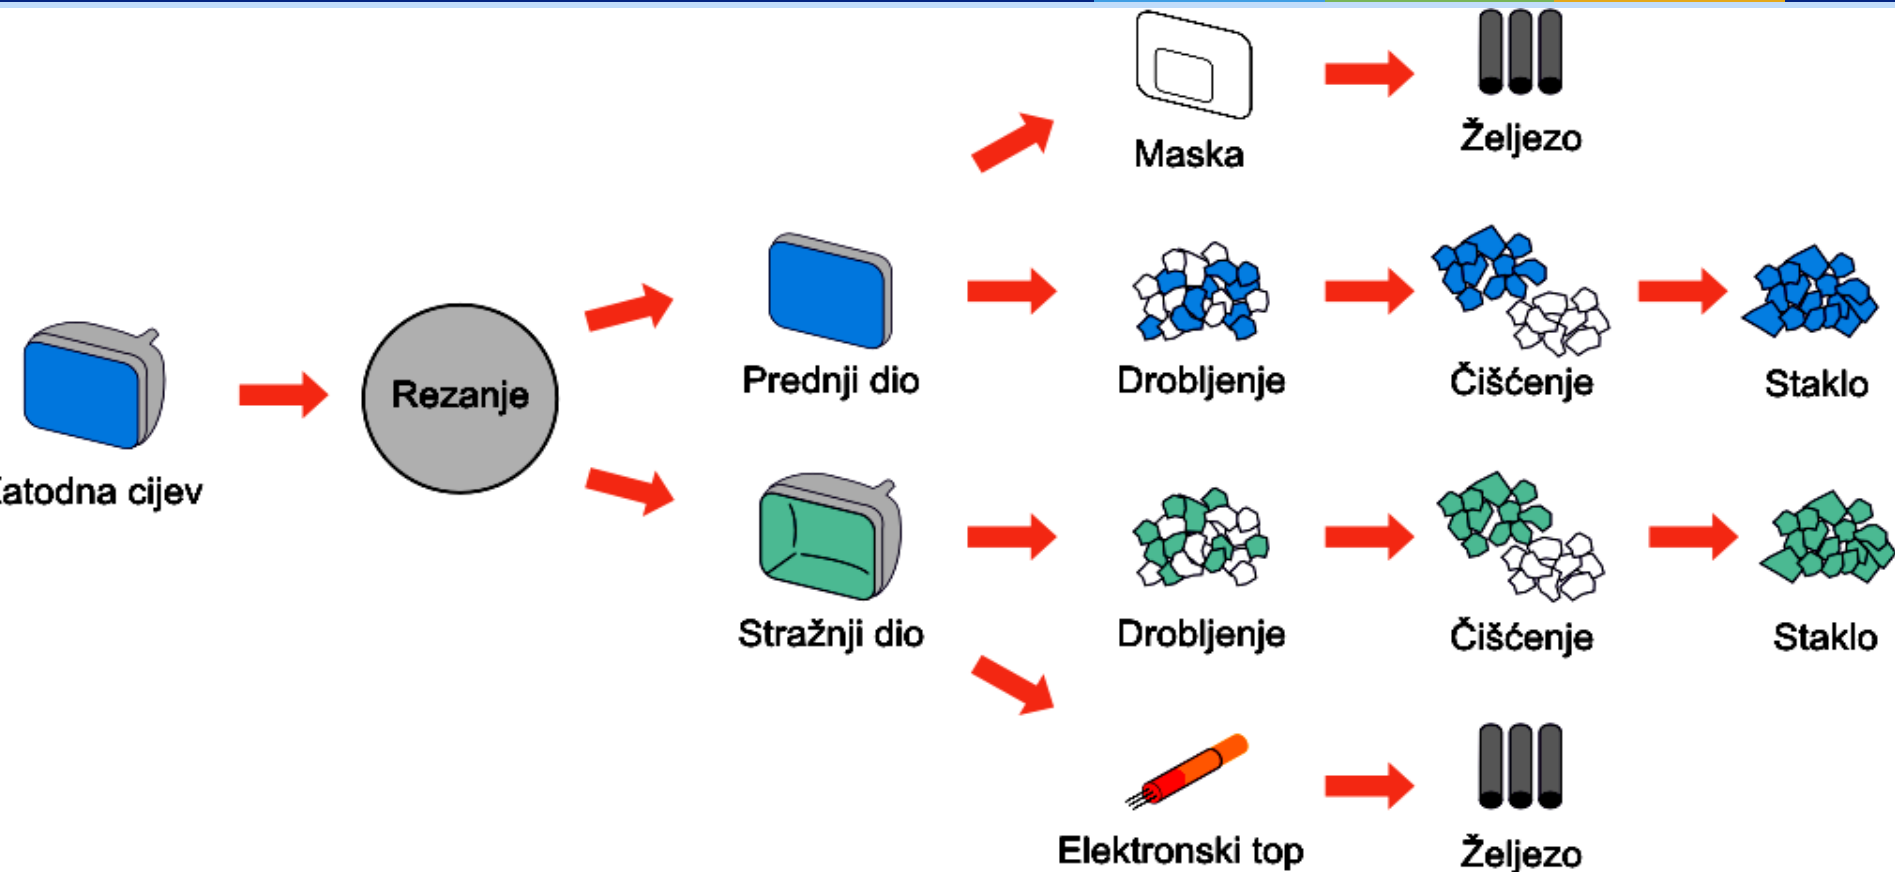 Maska
Željezo
Rezanje
Prednji dio
Drobljenje
Čišćenje
Staklo
atodna cijev
Stražnji dio
Drobljenje
Čišćenje
Staklo
Elektronski top
Željezo